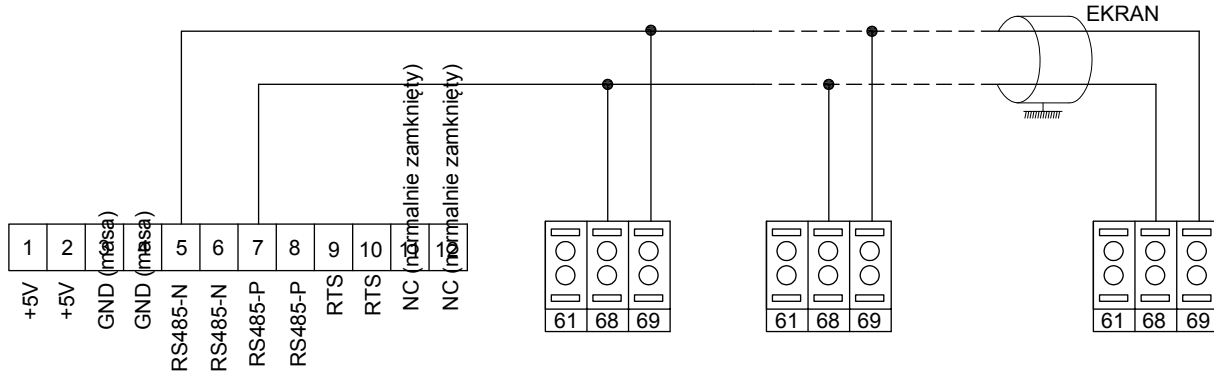 EKRAN
1 2 3 4 5 6 7 8 9 10 11 12
+5V
+5V
GND (masa)
GND (masa)
RS485-N
RS485-N
RS485-P
RS485-P
RTS
RTS
NC (normalnie zamknięty)
NC (normalnie zamknięty)
61 68 69
61 68 69
61 68 69